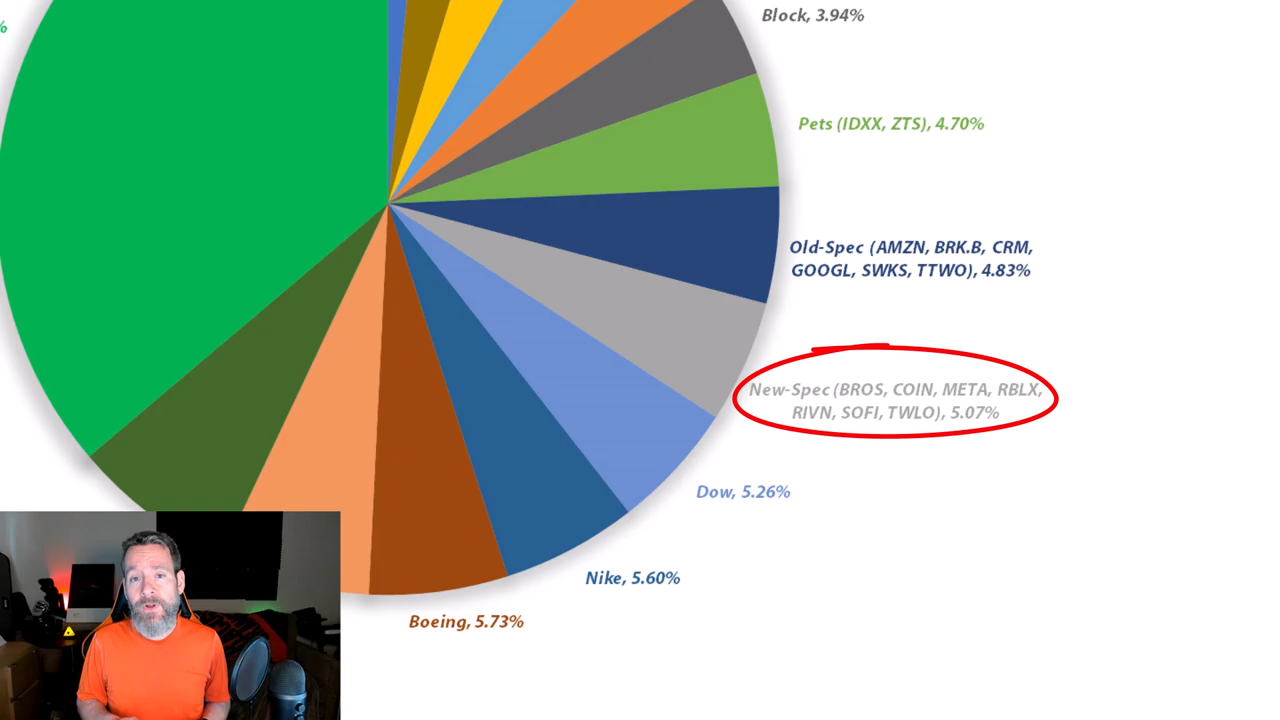 %
Block, 3.94%
Pets (IDXX, ZTS), 4.70%
Old-Spec (AMZN, BRK.B, CRM,
GOOGL, SWKS, TTWO), 4.83%
New-Spec (BROS, COIN, META, RBLX,
RIVN, SOFI, TWLO), 5.07%
Dow, 5.26%
Nike, 5.60%
Boeing, 5.73%